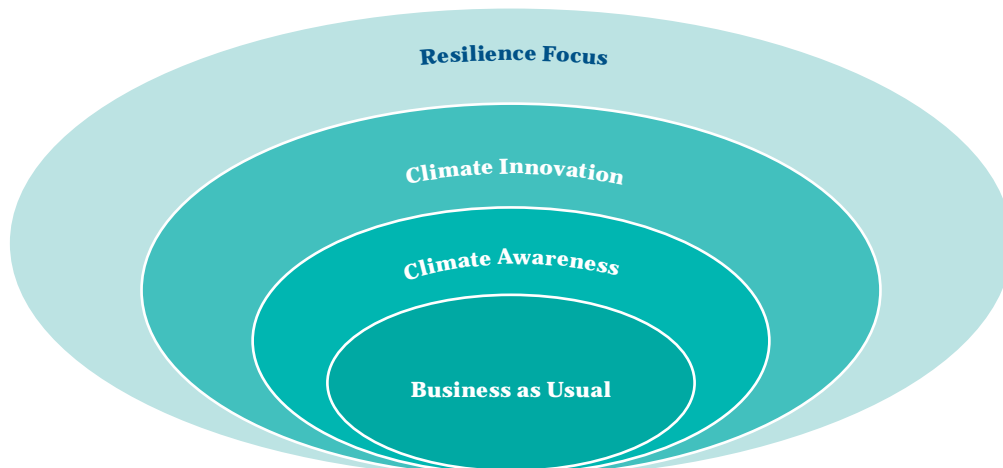 Resilience Focus
Climate Innovation
Climate Awareness
Business as Usual